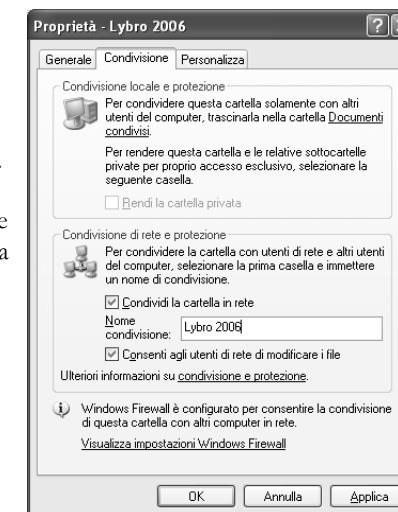 Proprietà - Lybro 2006
Generale Condivisione Personalizza
Condivisione locale e protezione
Per condividere questa cartella solamente con altri
utenti del computer, trascinarla nella cartella Documenti
condivisi.
Per rendere questa cartella e le relative sottocartelle
private per proprio accesso esclusivo, selezionare la
seguente casella.
Rendi la cartella privata
e
a
Condivisione di rete e protezione
Per condividere la cartella con utenti di rete e altri utenti
del computer, selezionare la prima casella e immettere
un nome di condivisione.
Condividi la cartella in rete
Nome
condivisione: Lybro 2006
Consenti agli utenti di rete di modificare i file
Ulteriori informazioni su condivisione e protezione.
Windows Firewall è configurato per consentire la condivisione
di questa cartella con altri computer in rete.
Visualizza impostazioni Windows Firewall
OK Annulla Applica